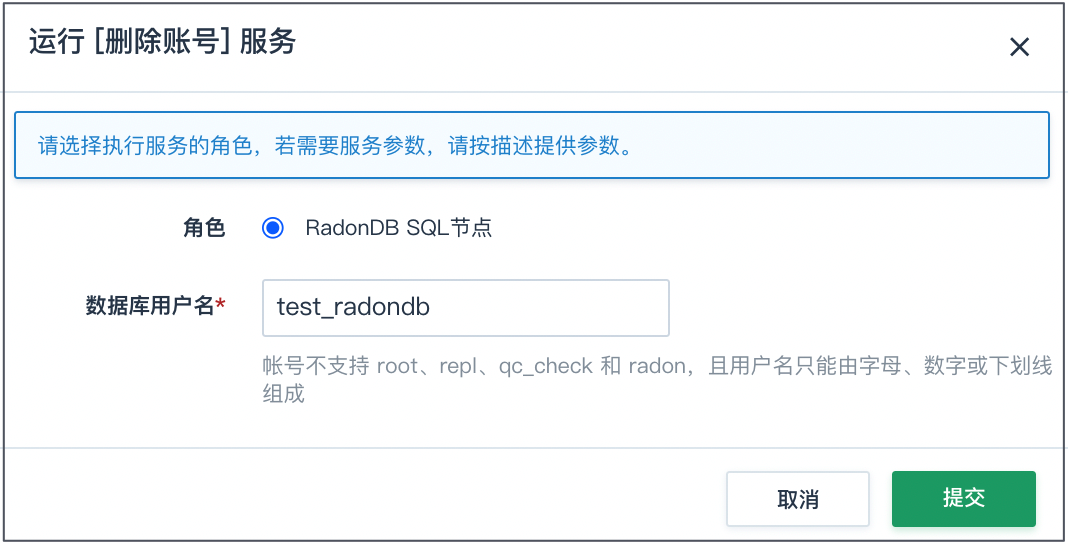 运行 [删除账号] 服务
请选择执行服务的角色，若需要服务参数，请按描述提供参数。
角色 RadonDB SQL节点
数据库用户名* test_radondb
帐号不支持 root、repl、qc_check 和 radon，且用户名只能由字母、数字或下划线
组成
取消 提交